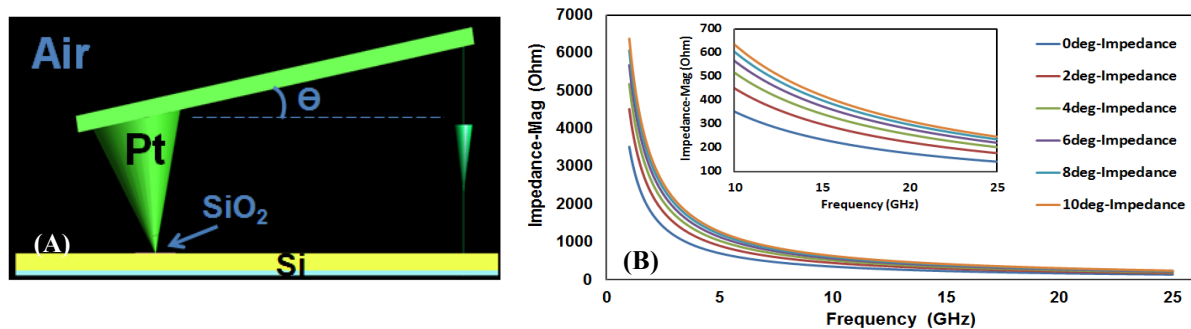 Air
Θ
Pt
SiO2
(A)
Si
7000
6000
5000
4000
3000
2000
1000
0
Impedance-Mag (Ohm)
0
5
10
15
20
25
Frequency (GHz)
(B)
700
600
500
400
300
200
100
Impedance-Mag (Ohm)
10
15
20
25
Frequency (GHz)
0deg-Impedance
2deg-Impedance
4deg-Impedance
6deg-Impedance
8deg-Impedance
10deg-Impedance